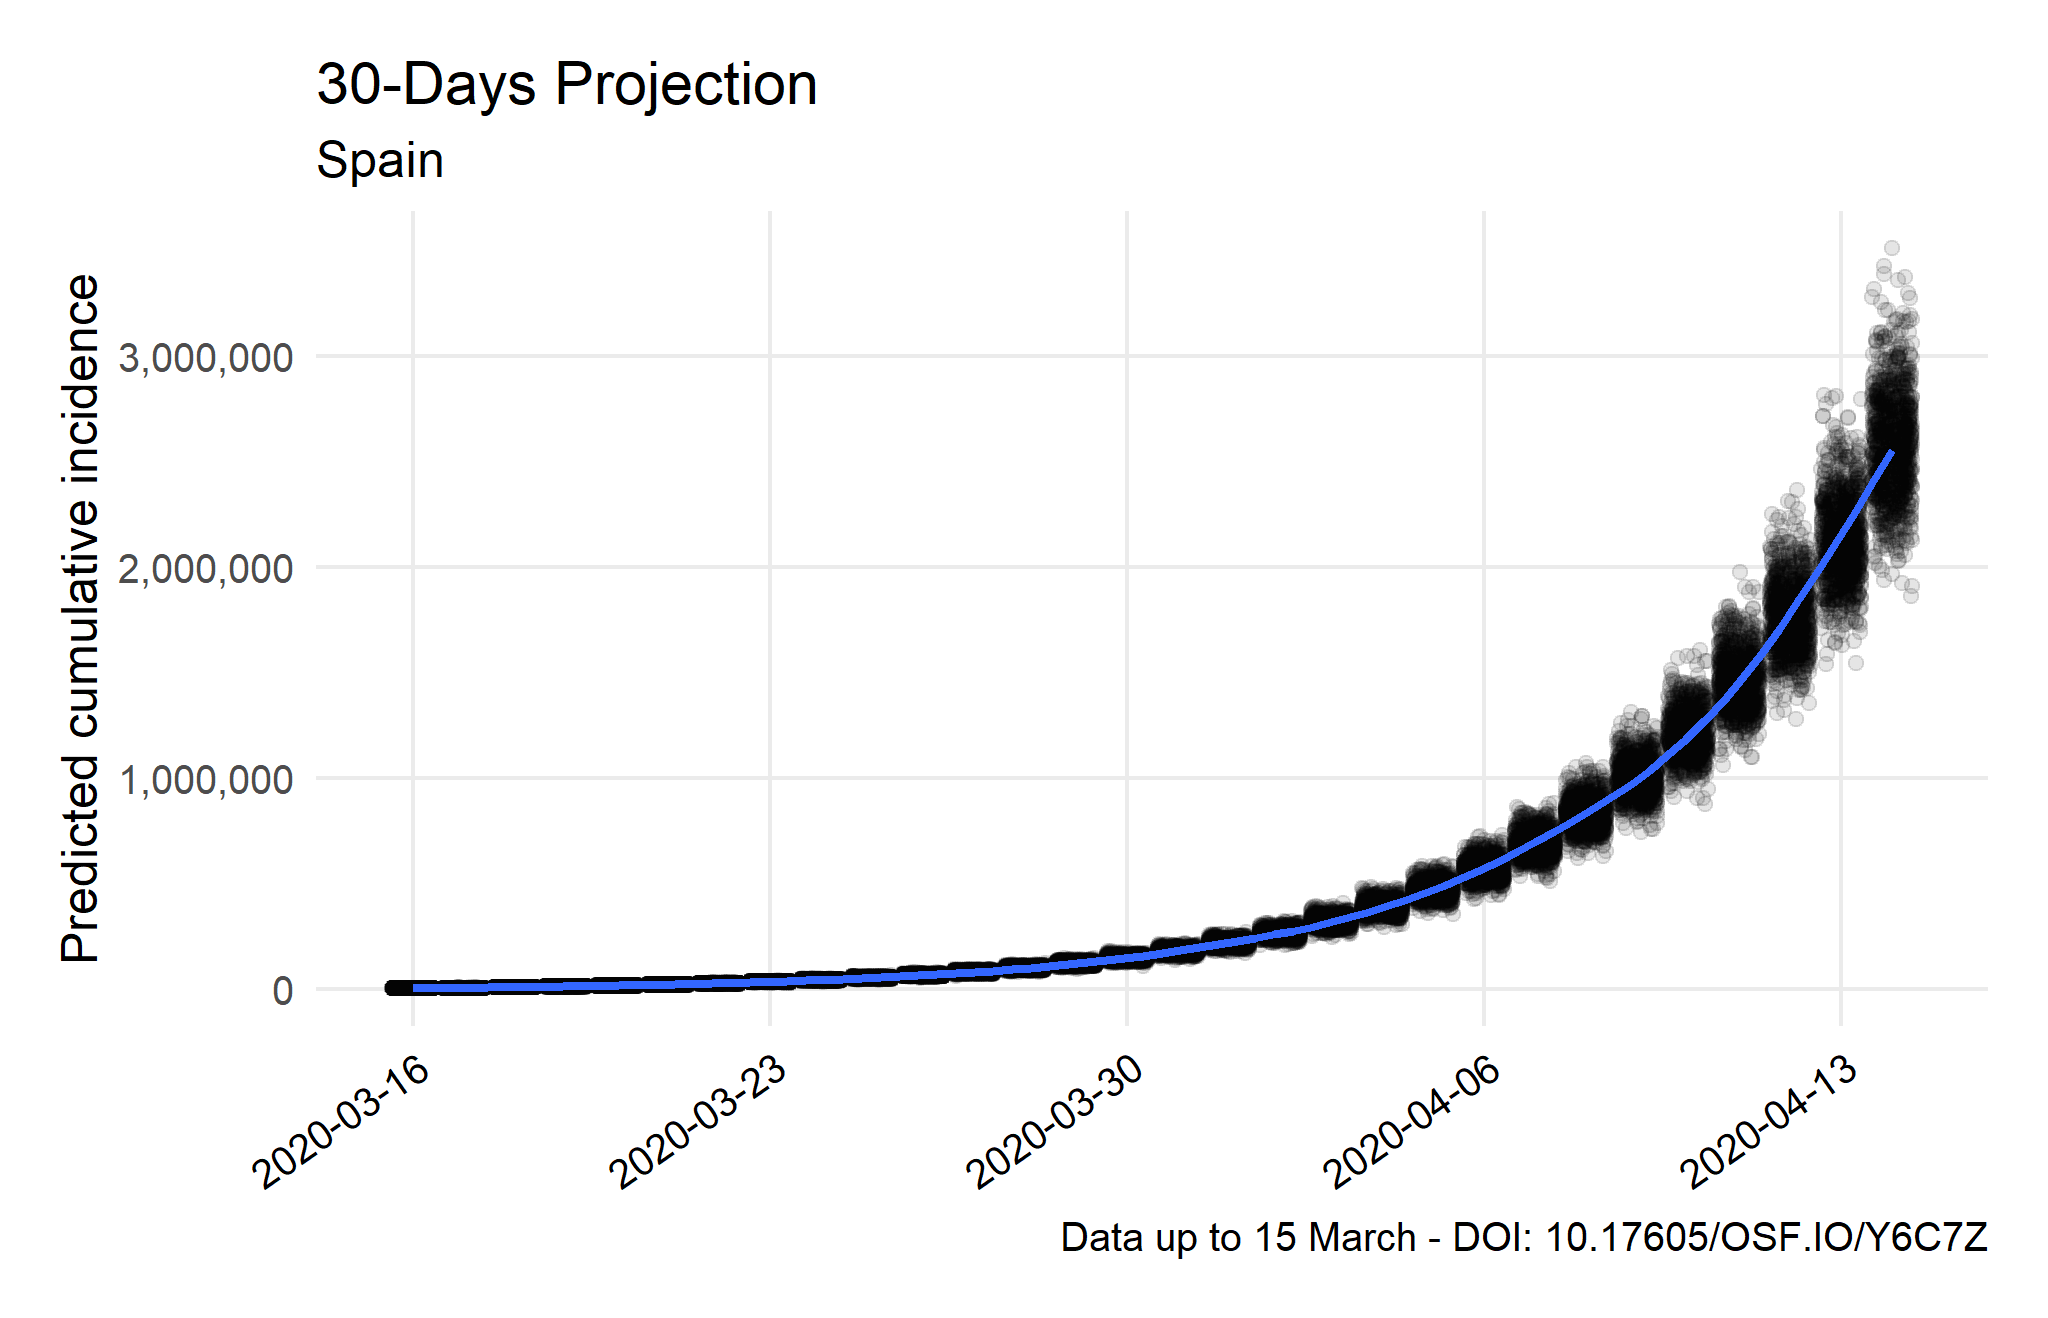 30-Days Projection
Spain
Predicted cumulative incidence
3,000,000
2,000,000
1,000,000
0
2020-03-16
2020-03-23
2020-03-30
2020-04-06
2020-04-13
Data up to 15 March - DOI: 10.17605/OSF.IO/Y6C7Z